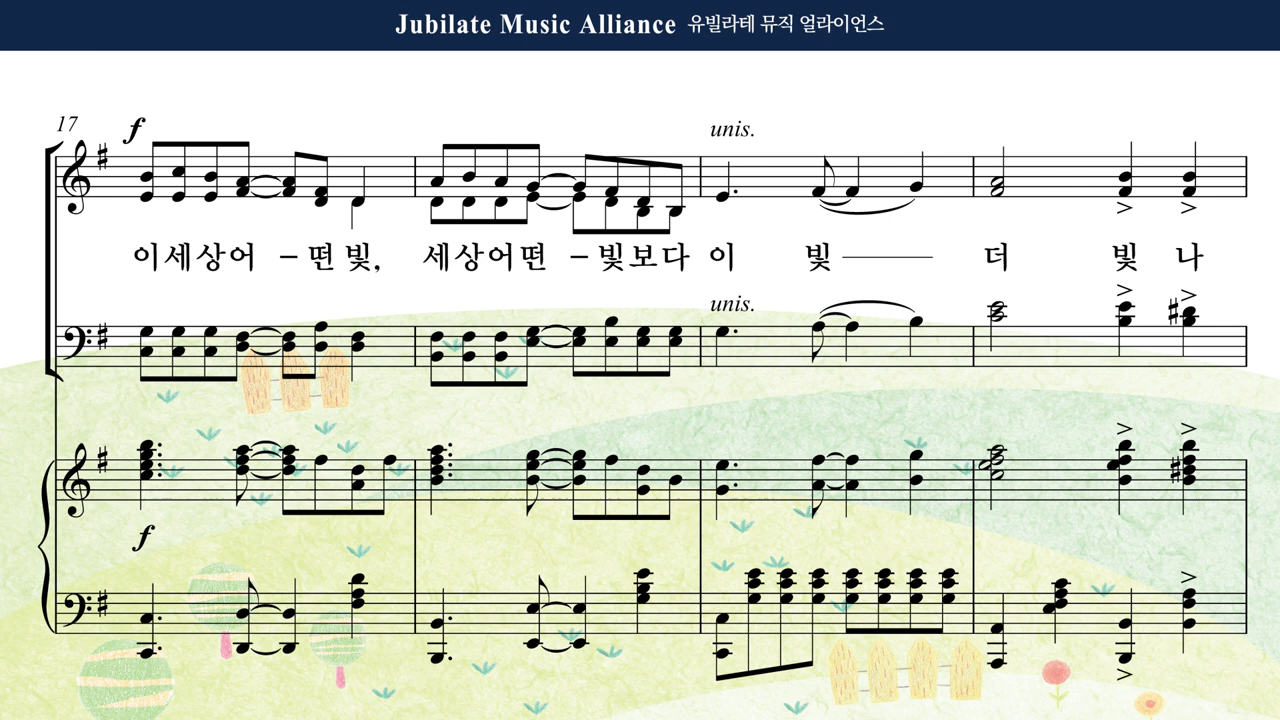 Jubilate Music Alliance 유빌라테 뮤직 얼라이언스
17
f
unis.
이 세 상 어 - 떤 빛, 세 상 어 떤 - 빛 보 다 이 빛 더 빛 나
unis.
f